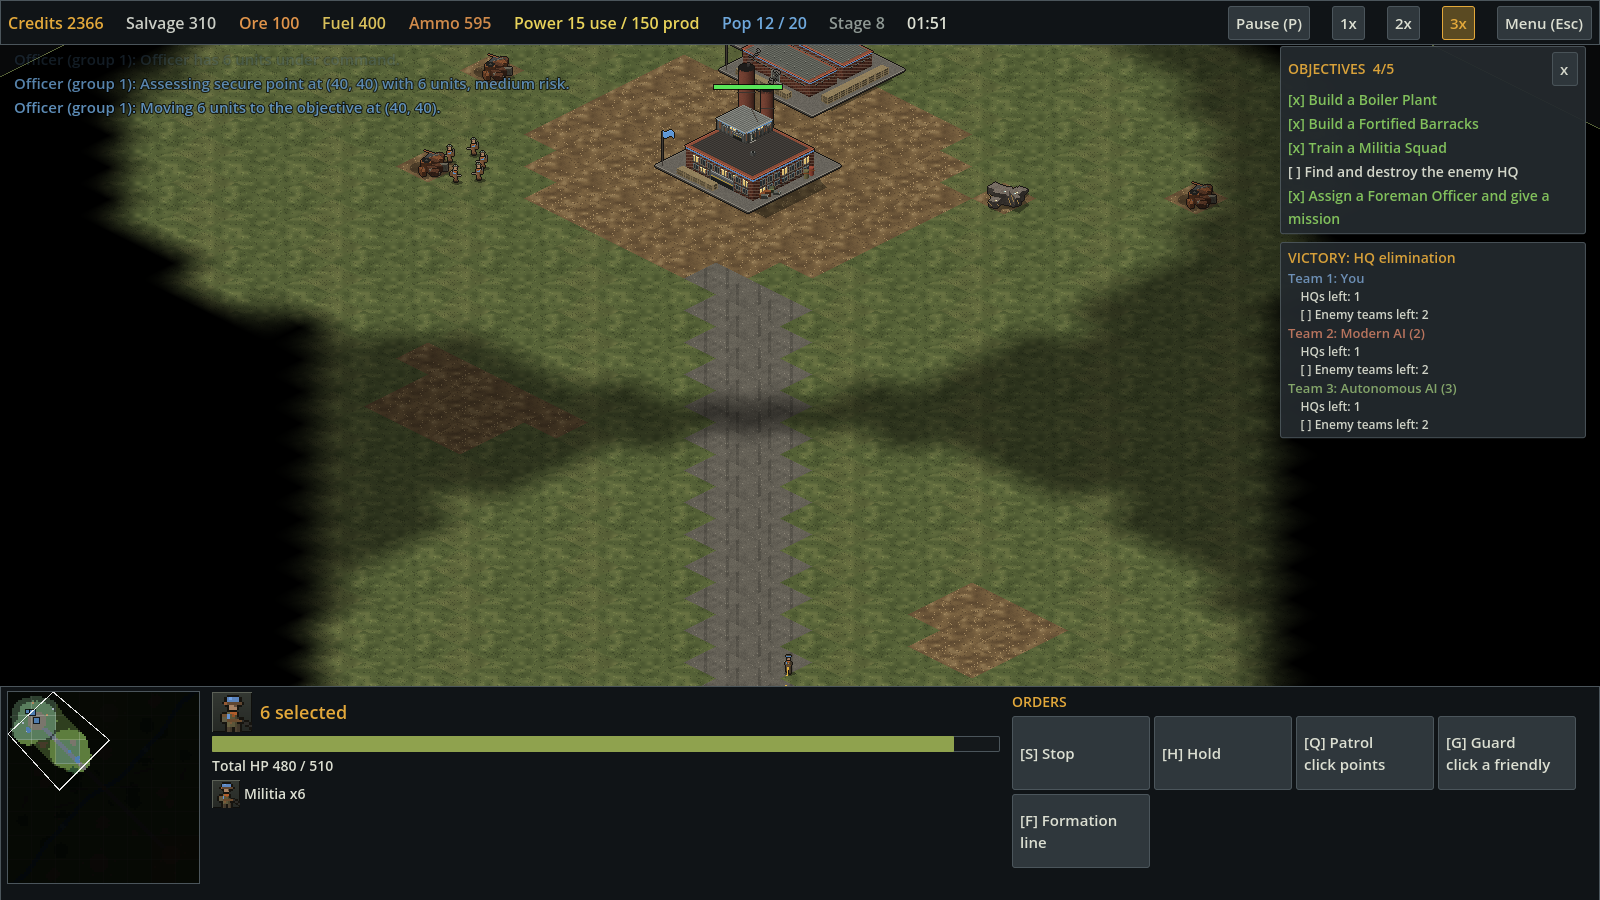 Credits 2366 Salvage 310 Ore 100 Fuel 400 Ammo 595 Power 15 use / 150 prod Pop 12 / 20 Stage 8 01:51 Pause (P) 1x 2x 3x Menu (Esc)
Officer (group 1): Officer
Officer (group 1): Assessing secure point at (40, 40) with 6 units, medium risk.
Officer (group 1): Moving 6 units to the objective at (40, 40).
OBJECTIVES 4/5 x
[x] Build a Boiler Plant
[x] Build a Fortified Barracks
[x] Train a Militia Squad
[ ] Find and destroy the enemy HQ
[x] Assign a Foreman Officer and give a
mission
VICTORY: HQ elimination
Team 1: You
HQs left: 1
[ ] Enemy teams left: 2
Team 2: Modern AI (2)
HQs left: 1
[ ] Enemy teams left: 2
Team 3: Autonomous AI (3)
HQs left: 1
[ ] Enemy teams left: 2
6 selected
Total HP 480 / 510
Militia x6
ORDERS
[S] Stop
[H] Hold
[Q] Patrol
click points
[G] Guard
click a friendly
[F] Formation
line